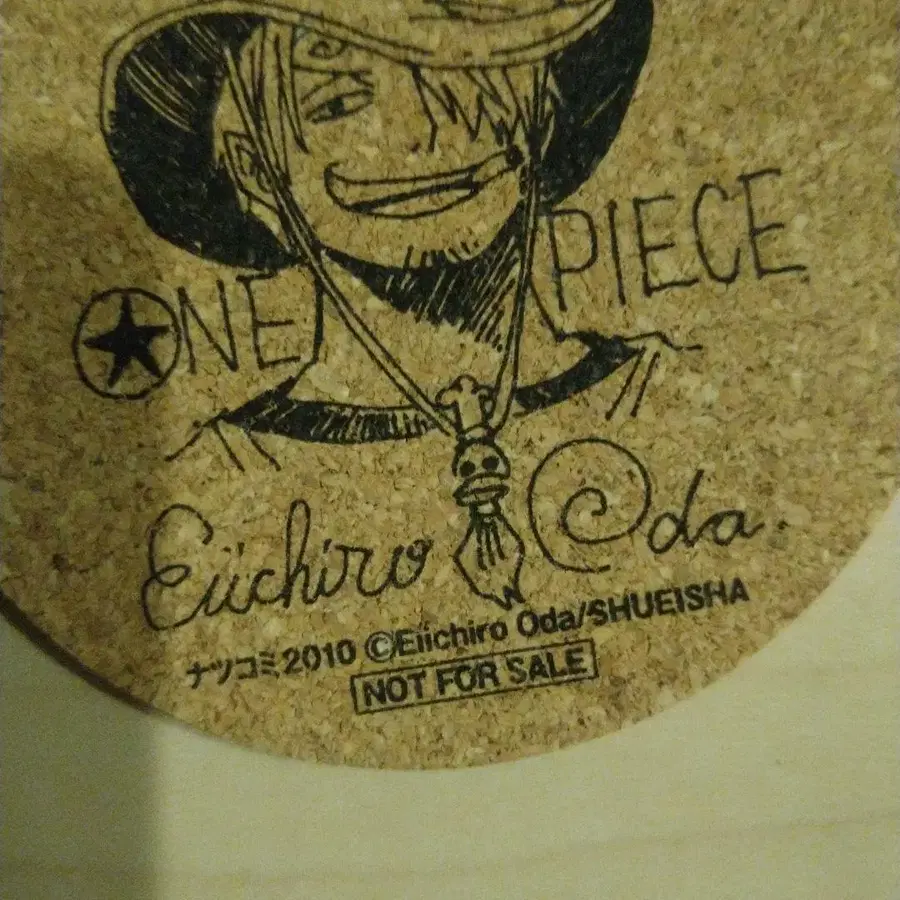 ONE PIECE
Eiichiro Oda.
ナツコミ2010 ©Eiichiro Oda/SHUEISHA
NOT FOR SALE